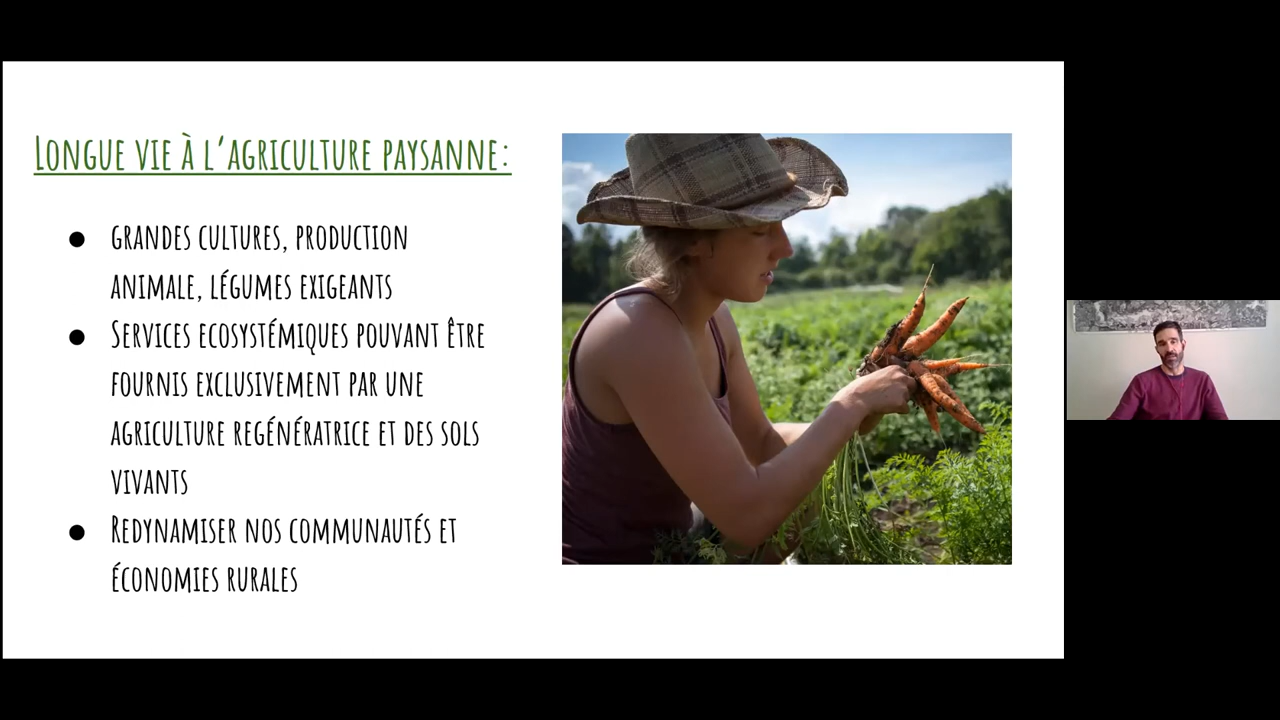 Longue vie à l'agriculture paysanne:
● grandes cultures, production
animale, légumes exigeants
● Services ecosystémiques pouvant être
fournis exclusivement par une
agriculture regénératrice et des sols
vivants
● Redynamiser nos communautés et
économies rurales